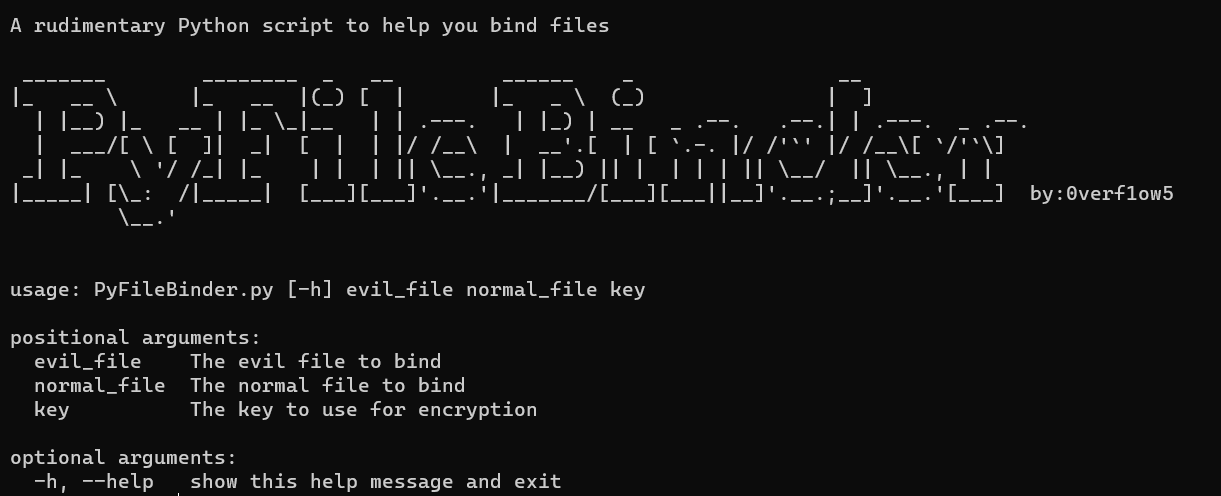 A rudimentary Python script to help you bind files
PyFileBinder
by:0verf1ow5
usage: PyFileBinder.py [-h] evil_file normal_file key
positional arguments:
evil_file The evil file to bind
normal_file The normal file to bind
key The key to use for encryption
optional arguments:
-h, --help show this help message and exit